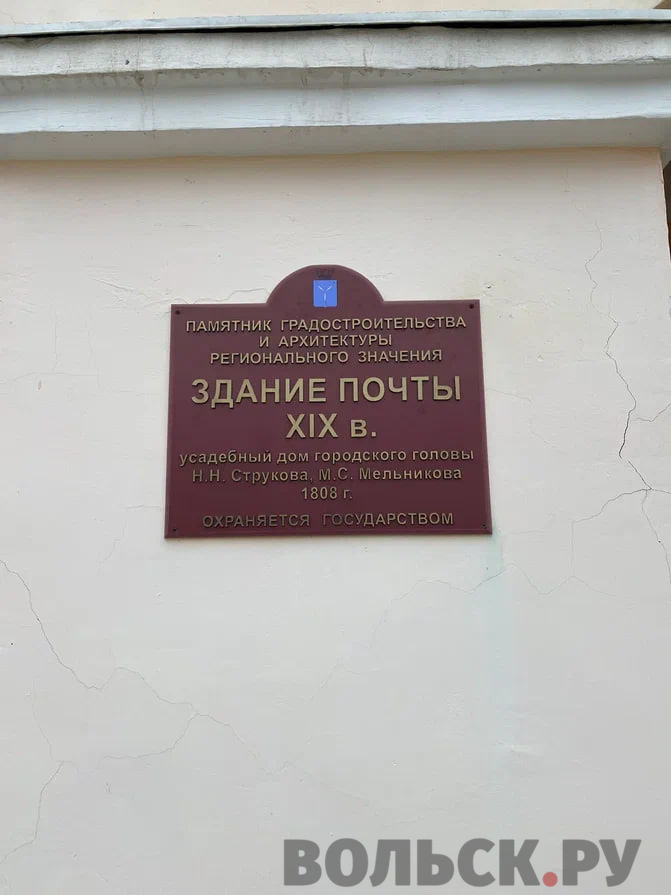 ПАМЯТНИК ГРАДОСТРОИТЕЛЬСТВА
И АРХИТЕКТУРЫ
РЕГИОНАЛЬНОГО ЗНАЧЕНИЯ
ЗДАНИЕ ПОЧТЫ
XIX в.
усадебный дом городского головы
Н.Н. Струкова, М.С. Мельникова
1808 г.
ОХРАНЯЕТСЯ ГОСУДАРСТВОМ
ВОЛЬСК.РУ